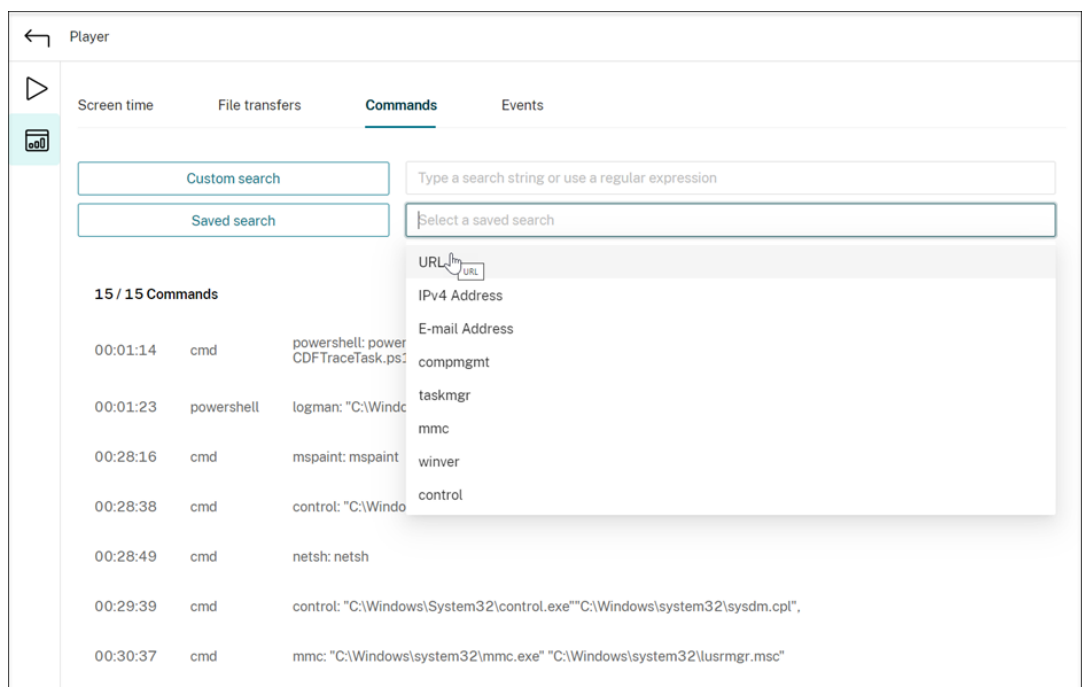 Player
Screen time File transfers Commands Events
Custom search Type a search string or use a regular expression
Saved search Select a saved search
URL URL
15 / 15 Commands
IPv4 Address
E-mail Address
00:01:14 cmd powershell: power
CDFTraceTask.ps1
compmgmt
taskmgr
00:01:23 powershell logman: "C:\Windo
mmc
00:28:16 cmd mspaint: mspaint
winver
control
00:28:38 cmd control: "C:\Windo
00:28:49 cmd netsh: netsh
00:29:39 cmd control: "C:\Windows\System32\control.exe""C:\Windows\system32\sysdm.cpl",
00:30:37 cmd mmc: "C:\Windows\system32\mmc.exe" "C:\Windows\system32\lusrmgr.msc"